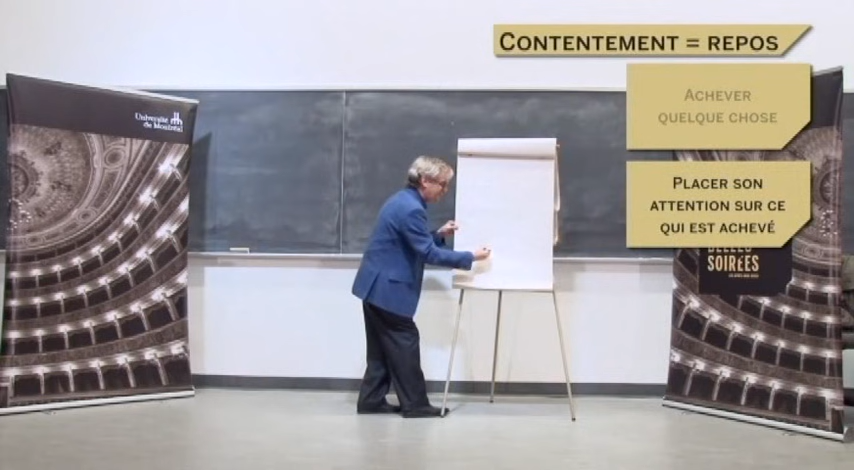 CONTENTEMENT = REPOS
ACHEVER
QUELQUE CHOSE
PLACER SON
ATTENTION SUR CE
QUI EST ACHEVÉ
Université
de Montréal
BELLES
SOIRÉES